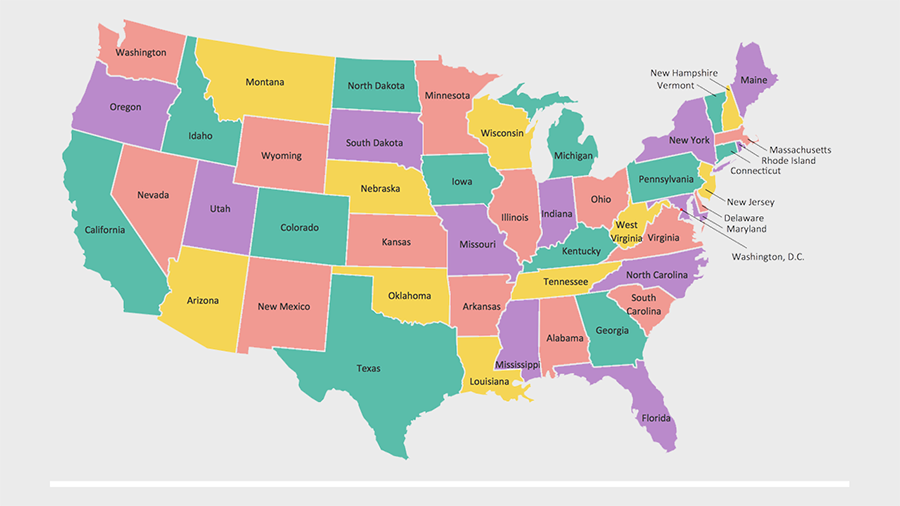 Washington
Montana
North Dakota
Minnesota
New Hampshire
Vermont
Maine
Oregon
Idaho
Wyoming
South Dakota
Wisconsin
Michigan
New York
Massachusetts
Rhode Island
Connecticut
Nevada
Utah
Nebraska
Iowa
Illinois
Indiana
Ohio
Pennsylvania
New Jersey
Delaware
Maryland
Washington, D.C.
California
Colorado
Kansas
Missouri
Kentucky
West
Virginia
Virginia
Arizona
New Mexico
Oklahoma
Arkansas
Tennessee
North Carolina
South
Carolina
Texas
Louisiana
Mississippi
Alabama
Georgia
Florida